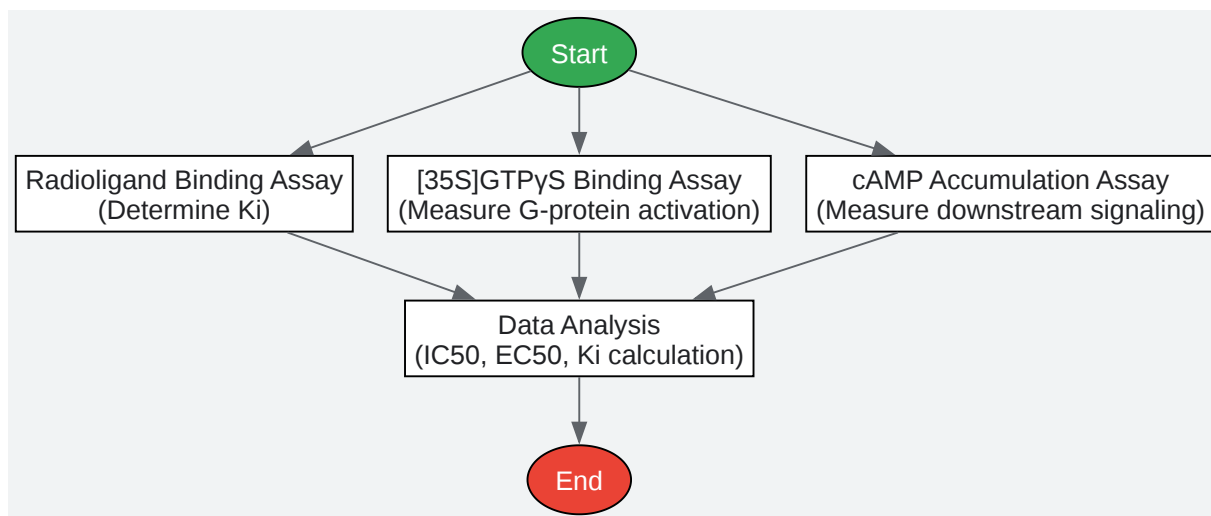 Start
Radioligand Binding Assay
(Determine Ki)
[35S]GTPγS Binding Assay
(Measure G-protein activation)
cAMP Accumulation Assay
(Measure downstream signaling)
Data Analysis
(IC50, EC50, Ki calculation)
End